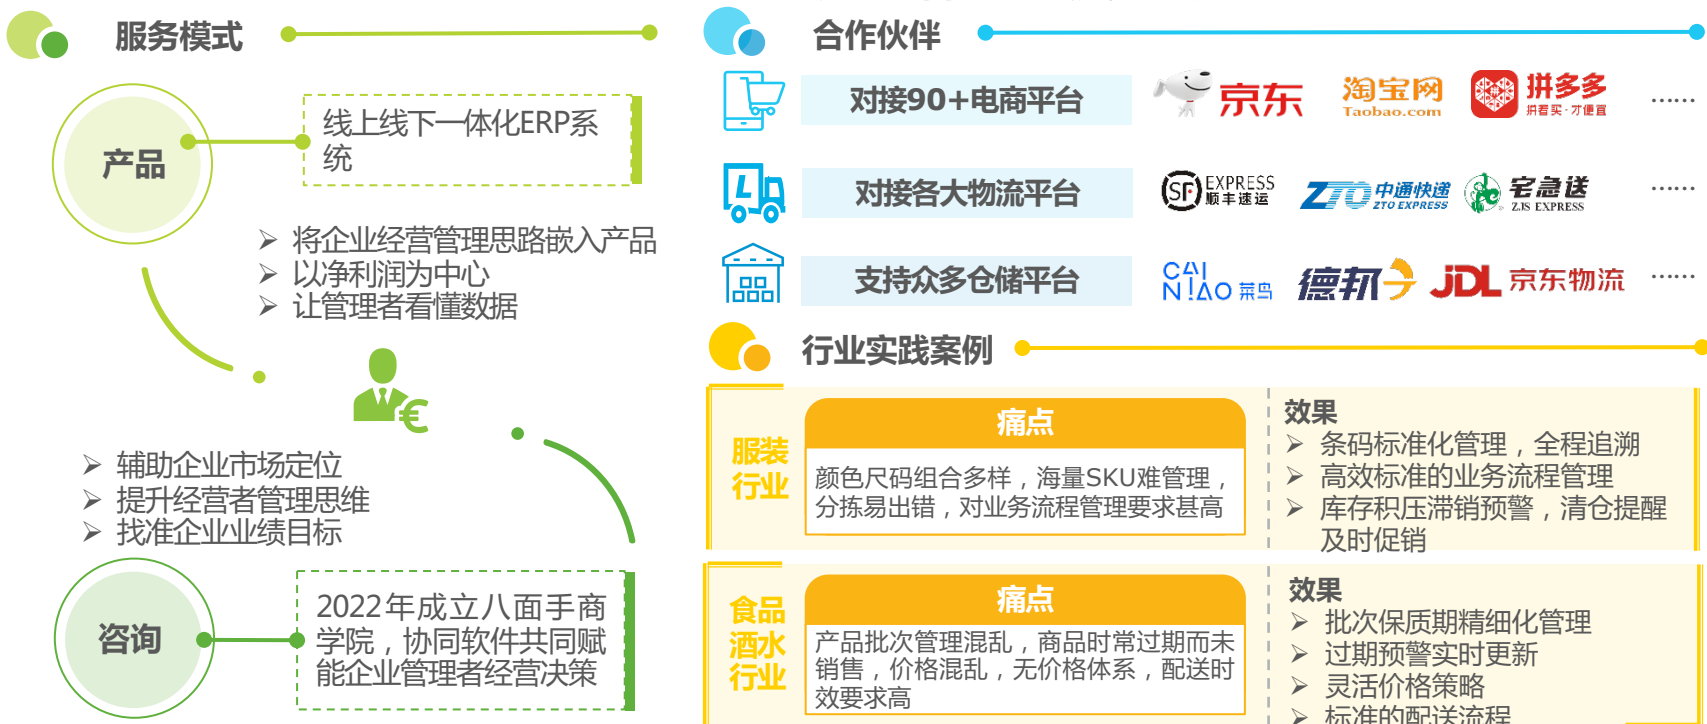 服务模式
产品
线上线下一体化ERP系
统
➢ 将企业经营管理思路嵌入产品
➢ 以净利润为中心
➢ 让管理者看懂数据
€
➢ 辅助企业市场定位
➢ 提升经营者管理思维
➢ 找准企业业绩目标
咨询
2022年成立八面手商
学院，协同软件共同赋
能企业管理者经营决策
合作伙伴
对接90+电商平台
京东
淘宝网
Taobao.com
拼多多
拼着买·才便宜
……
对接各大物流平台
SF EXPRESS
顺丰速运
ZTO 中通快递
ZTO EXPRESS
宅急送
ZJS EXPRESS
……
支持众多仓储平台
CAI
NIAO 菜鸟
德邦
JDL 京东物流
……
行业实践案例
服装
行业
痛点
颜色尺码组合多样，海量SKU难管理，
分拣易出错，对业务流程管理要求甚高
效果
➢ 条码标准化管理，全程追溯
➢ 高效标准的业务流程管理
➢ 库存积压滞销预警，清仓提醒
及时促销
食品
酒水
行业
痛点
产品批次管理混乱，商品时常过期而未
销售，价格混乱，无价格体系，配送时
效要求高
效果
➢ 批次保质期精细化管理
➢ 过期预警实时更新
➢ 灵活价格策略
➢ 标准的配送流程